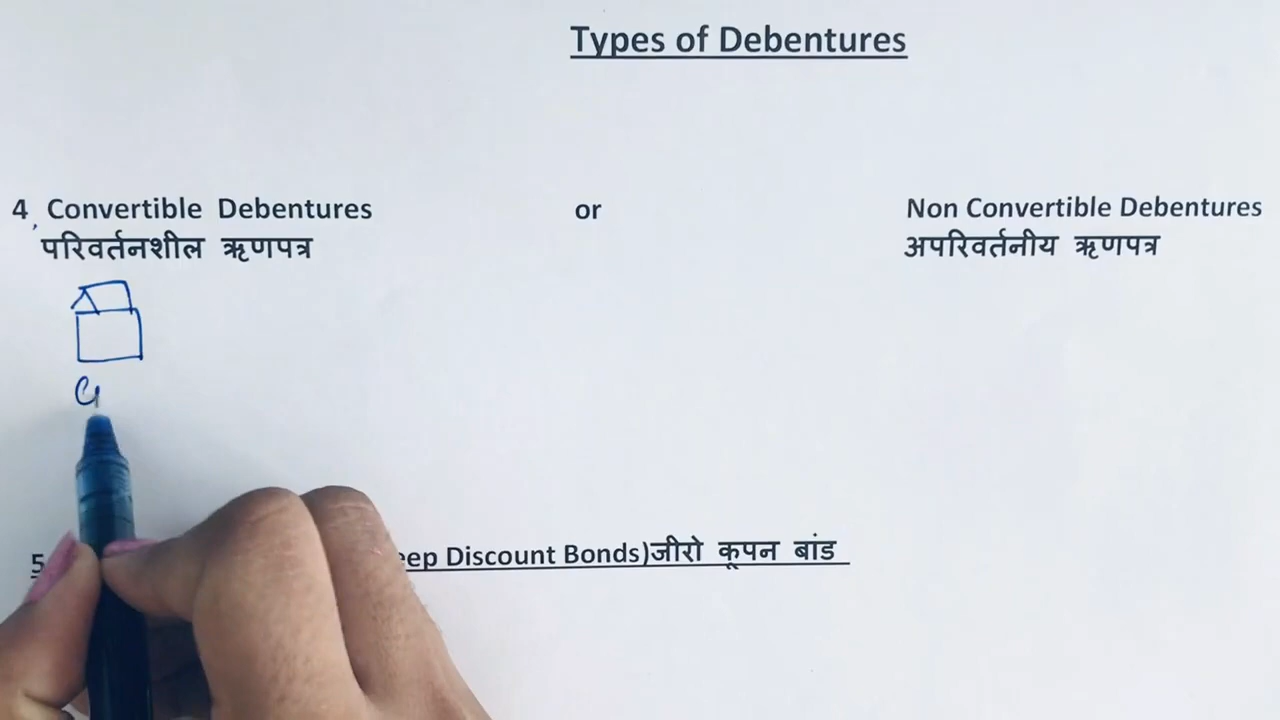 Types of Debentures
4, Convertible Debentures or Non Convertible Debentures
परिवर्तनशील ऋणपत्र अपरिवर्तनीय ऋणपत्र
5 Discount Bonds)जीरो कूपन बांड